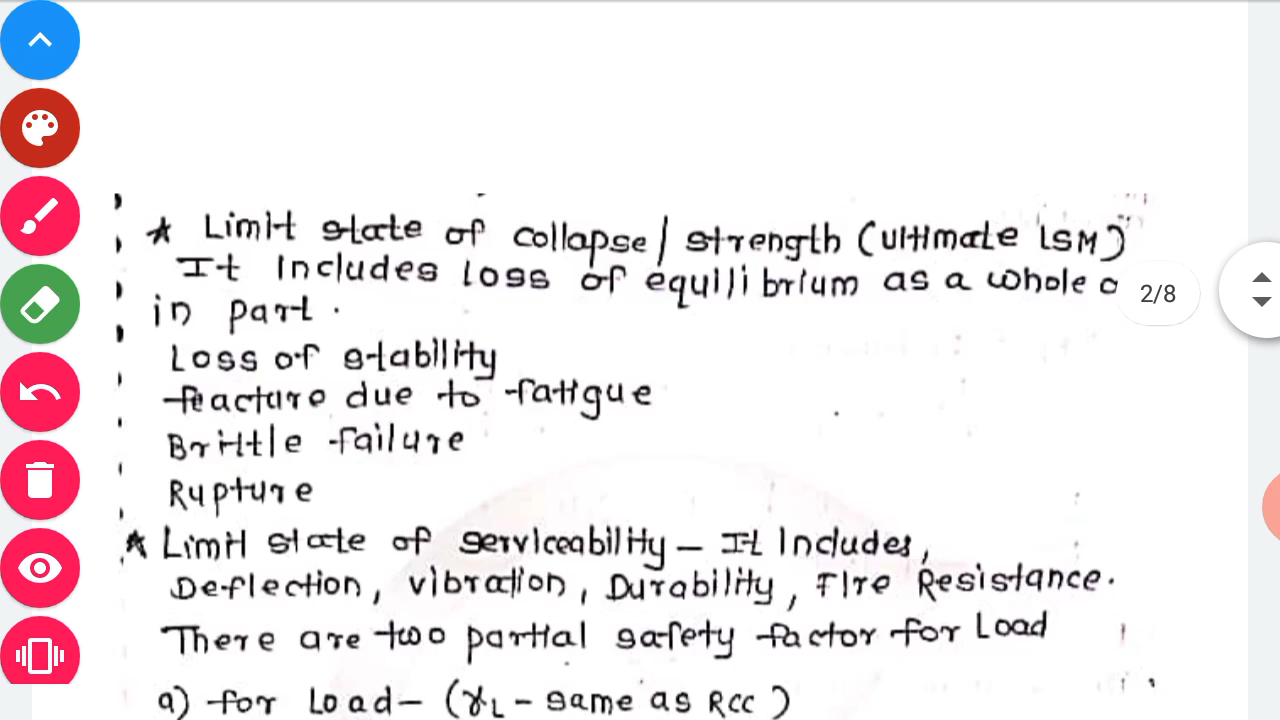 ★ Limit state of collapse / strength (ultimate LSM)
It includes loss of equilibrium as a whole o
in part.
2/8
Loss of stability
feacture due to fatigue
Brittle failure
Rupture
★ Limit state of serviceability – It includes,
Deflection, vibration, Durability, Fire Resistance.
There are two partial safety factor for Load
a) for Load – (γL – same as RCC)